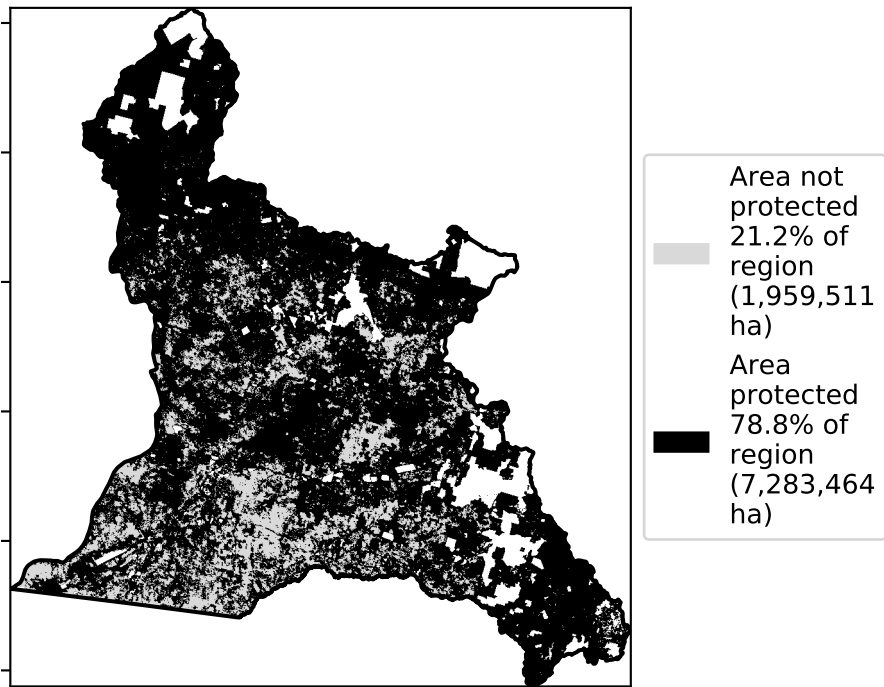 Area not
protected
21.2% of
region
(1,959,511
ha)
Area
protected
78.8% of
region
(7,283,464
ha)